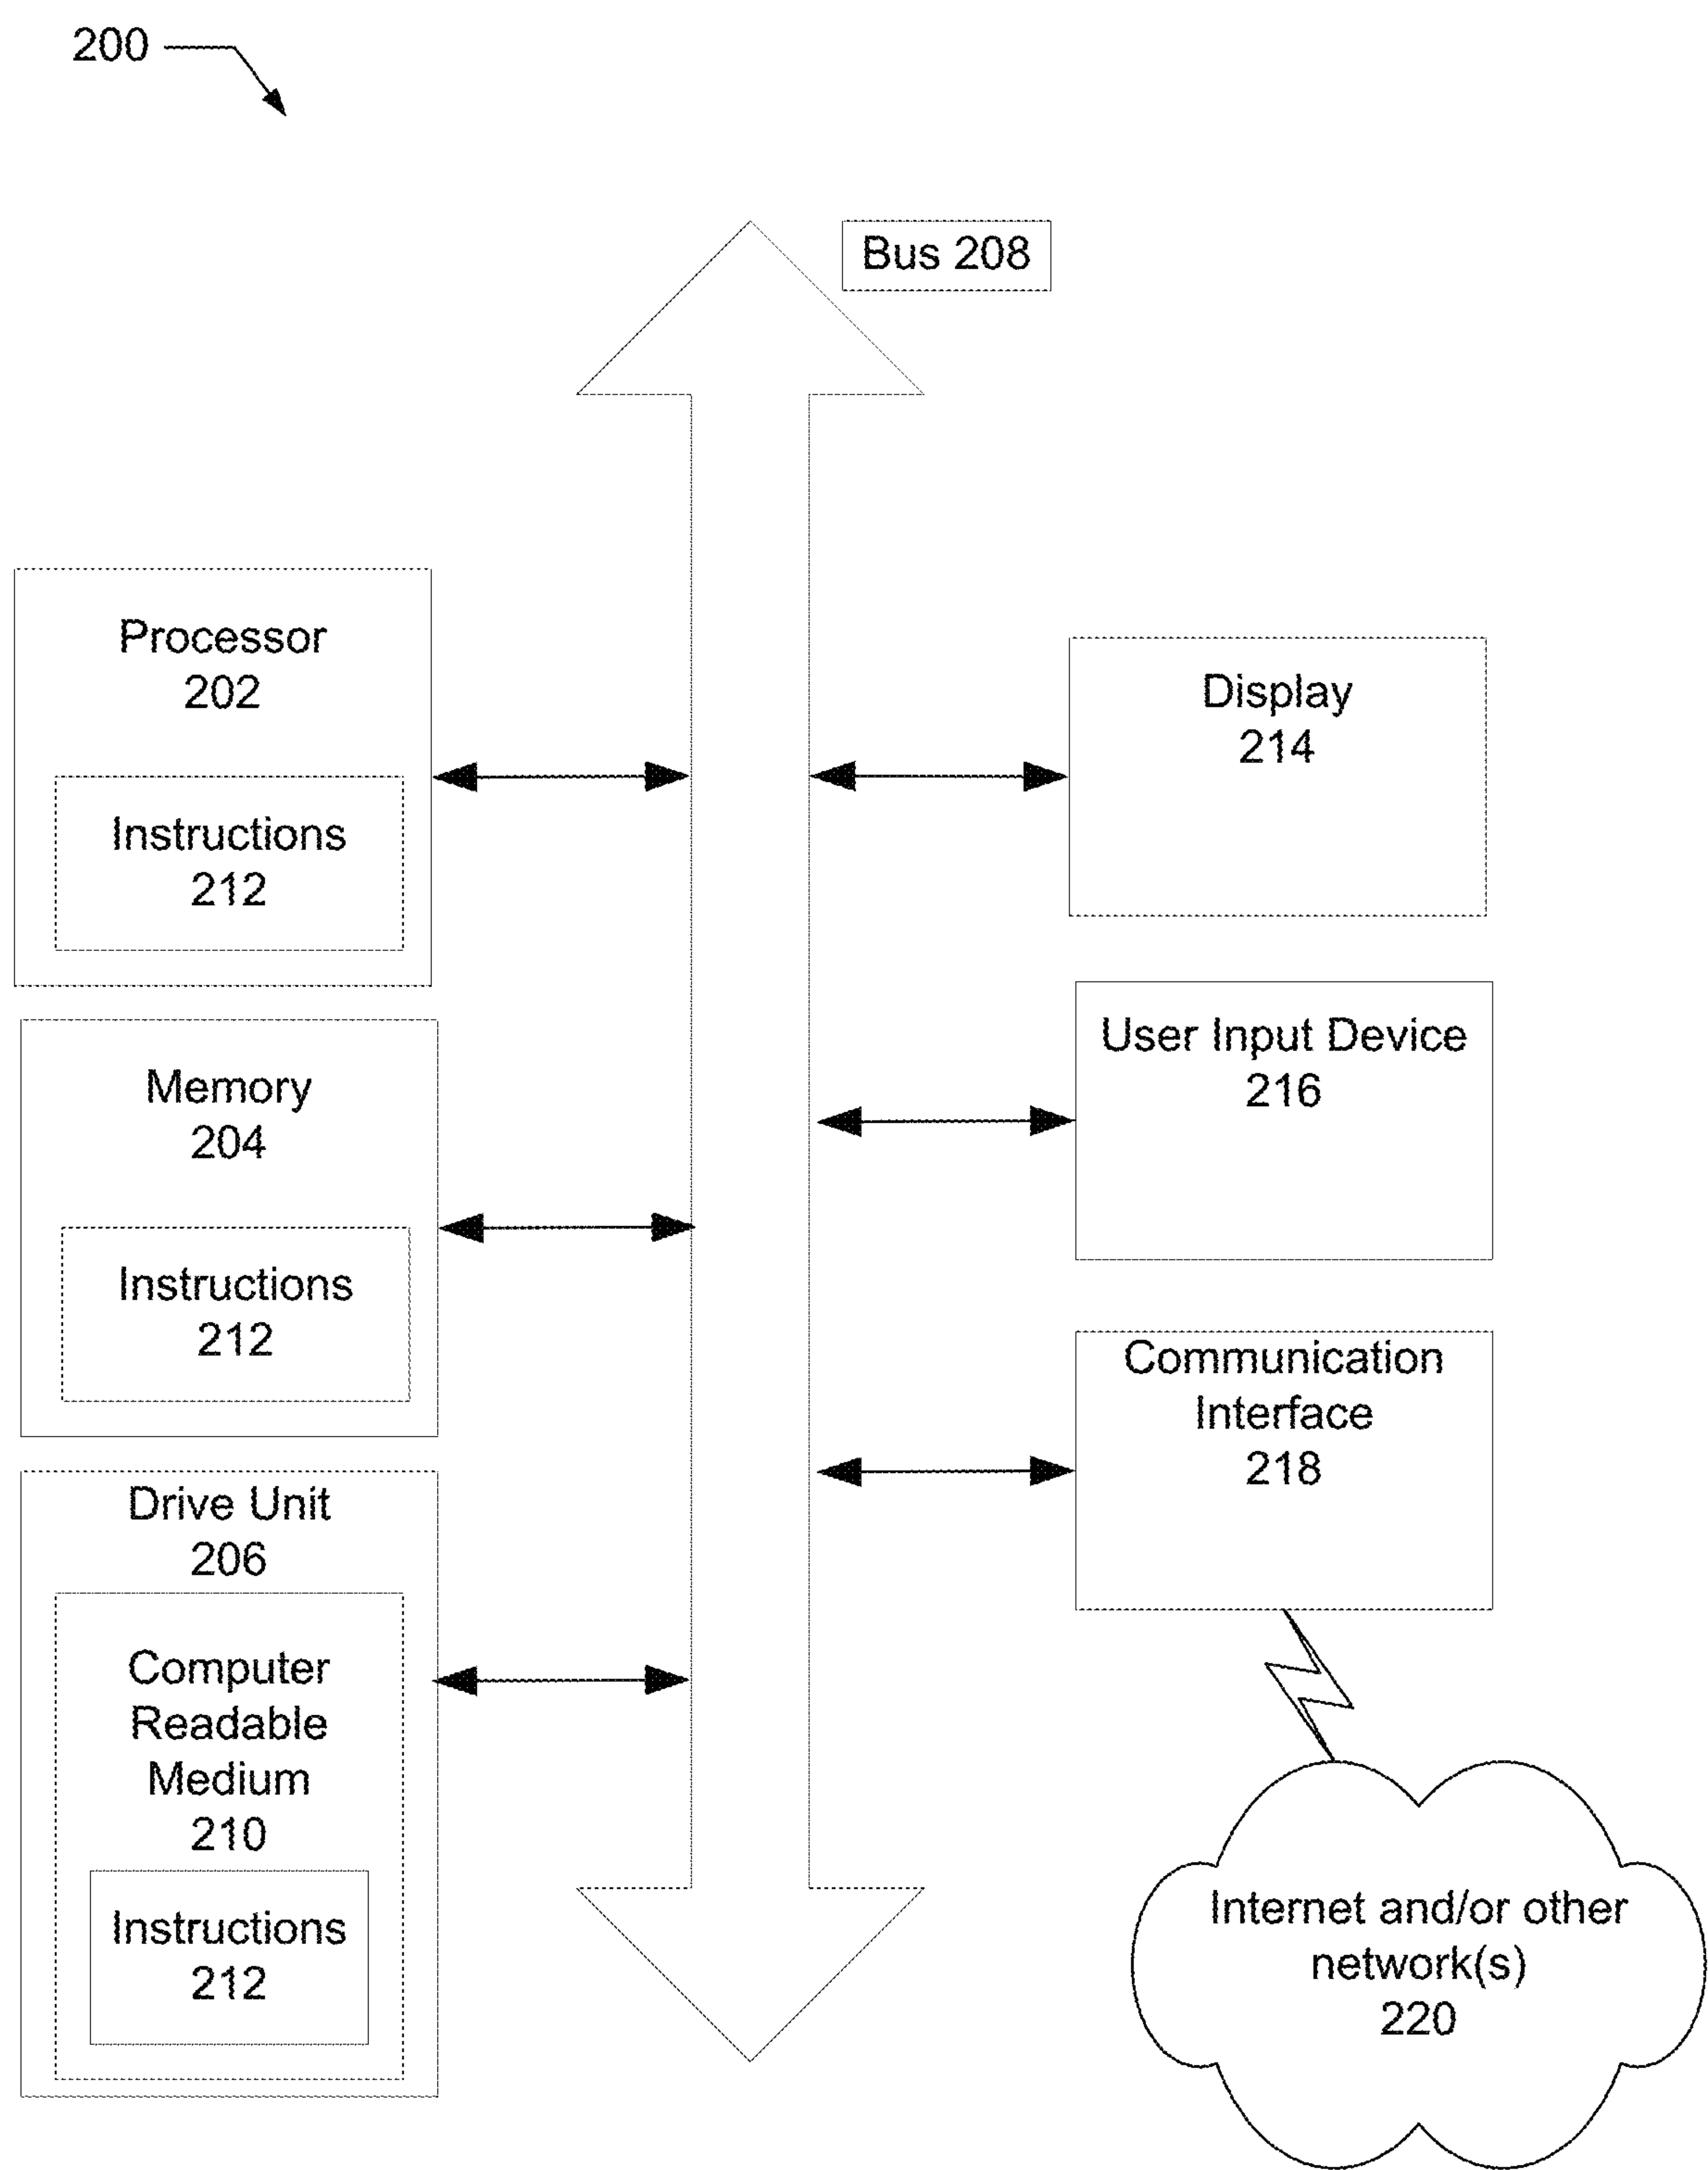 200
Bus 208
Processor
202
Instructions
212
Memory
204
Instructions
212
Drive Unit
206
Computer
Readable
Medium
210
Instructions
212
Display
214
User Input Device
216
Communication
Interface
218
Internet and/or other
network(s)
220